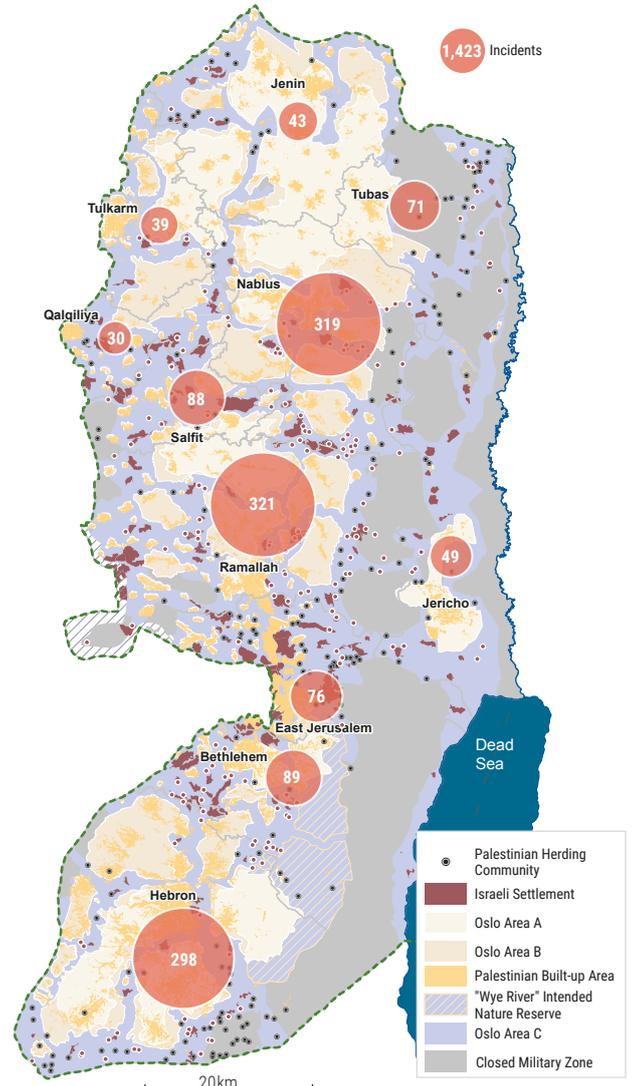 1,423 Incidents
Jenin
43
Tubas
71
Tulkarm
39
Nablus
319
Qalqiliya
30
88
Salfit
321
Ramallah
49
Jericho
76
East Jerusalem
Bethlehem
89
Dead
Sea
Hebron
298
Palestinian Herding
Community
Israeli Settlement
Oslo Area A
Oslo Area B
Palestinian Built-up Area
"Wye River" Intended
Nature Reserve
Oslo Area C
Closed Military Zone
20km